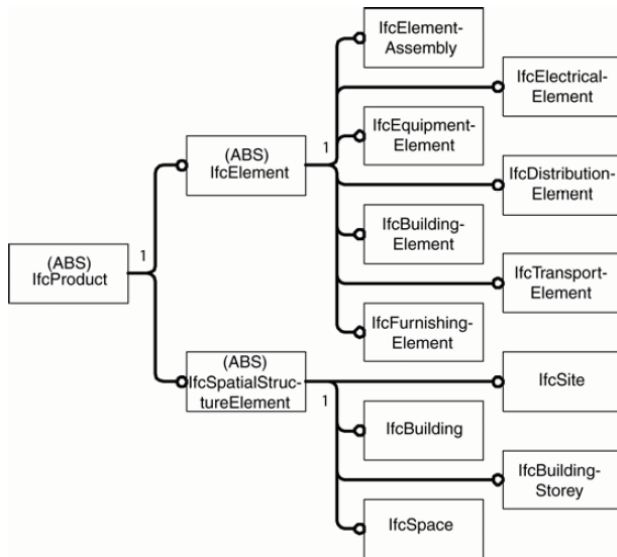 IfcElement-
Assembly
IfcElectrical-
Element
IfcEquipment-
Element
1
(ABS)
IfcElement
IfcDistribution-
Element
IfcBuilding-
Element
(ABS)
IfcProduct
1
IfcTransport-
Element
IfcFurnishing-
Element
(ABS)
IfcSpatialStruc-
tureElement
1
IfcSite
IfcBuilding
IfcBuilding-
Storey
IfcSpace